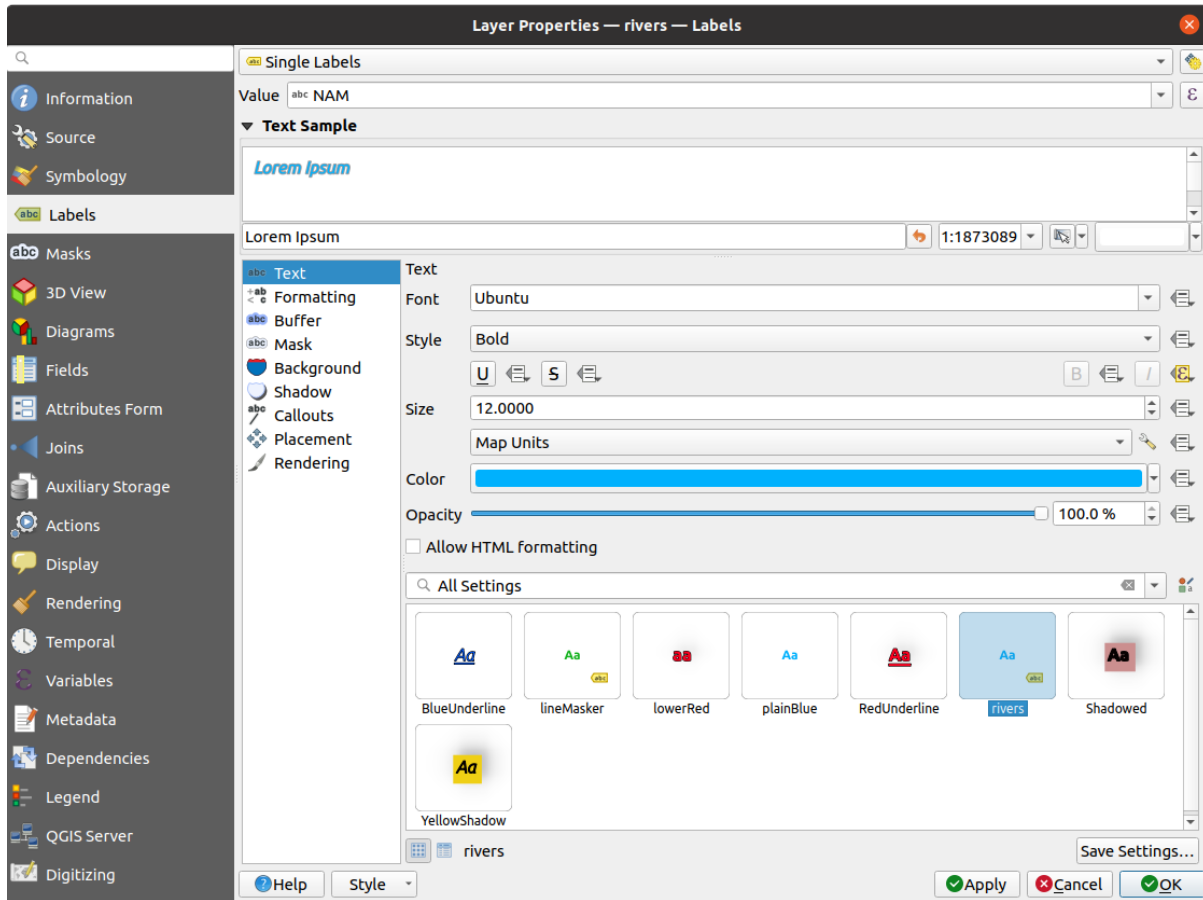 Layer Properties — rivers — Labels
Information
Source
Symbology
Labels
Masks
3D View
Diagrams
Fields
Attributes Form
Joins
Auxiliary Storage
Actions
Display
Rendering
Temporal
Variables
Metadata
Dependencies
Legend
QGIS Server
Digitizing
Single Labels
Value abc NAM
Text Sample
Lorem Ipsum
Lorem Ipsum
1:1873089
Text
Formatting
Buffer
Mask
Background
Shadow
Callouts
Placement
Rendering
Text
Font Ubuntu
Style Bold
U S B I
Size 12.0000
Map Units
Color
Opacity 100.0 %
Allow HTML formatting
All Settings
Aa Aa aa Aa Aa Aa Aa
BlueUnderline lineMasker lowerRed plainBlue RedUnderline rivers Shadowed
Aa
YellowShadow
rivers
Save Settings...
Help Style Apply Cancel OK